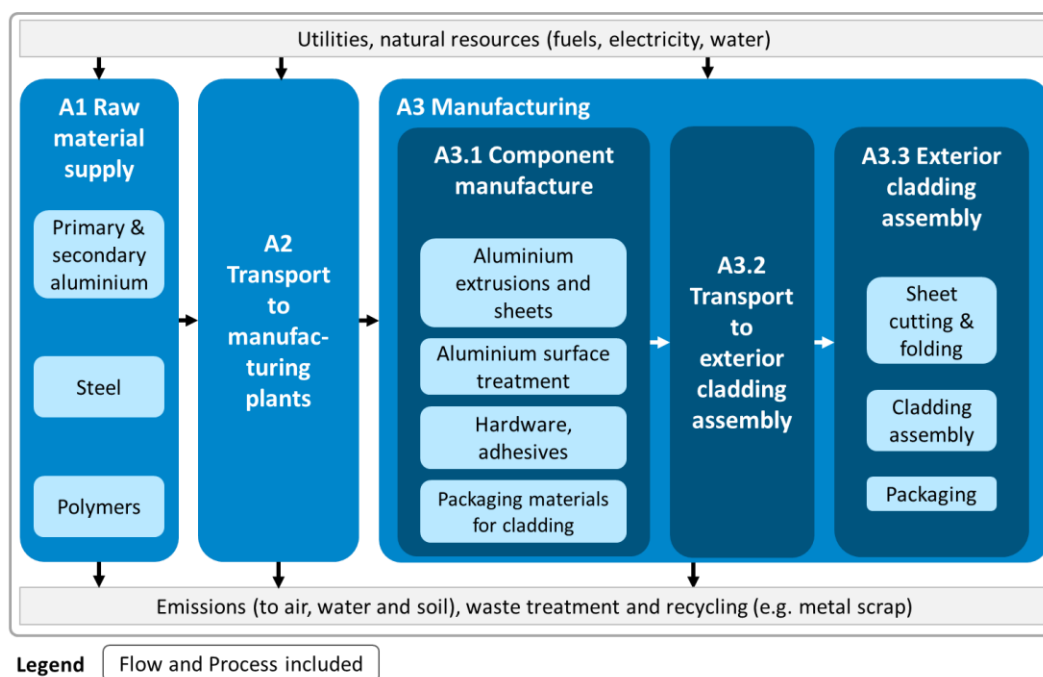 Utilities, natural resources (fuels, electricity, water)
A1 Raw
material
supply
Primary &
secondary
aluminium
Steel
Polymers
A2
Transport
to
manufac-
turing
plants
A3 Manufacturing
A3.1 Component
manufacture
Aluminium
extrusions and
sheets
Aluminium surface
treatment
Hardware,
adhesives
Packaging materials
for cladding
A3.2
Transport
to
exterior
cladding
assembly
A3.3 Exterior
cladding
assembly
Sheet
cutting &
folding
Cladding
assembly
Packaging
Emissions (to air, water and soil), waste treatment and recycling (e.g. metal scrap)
Legend
Flow and Process included